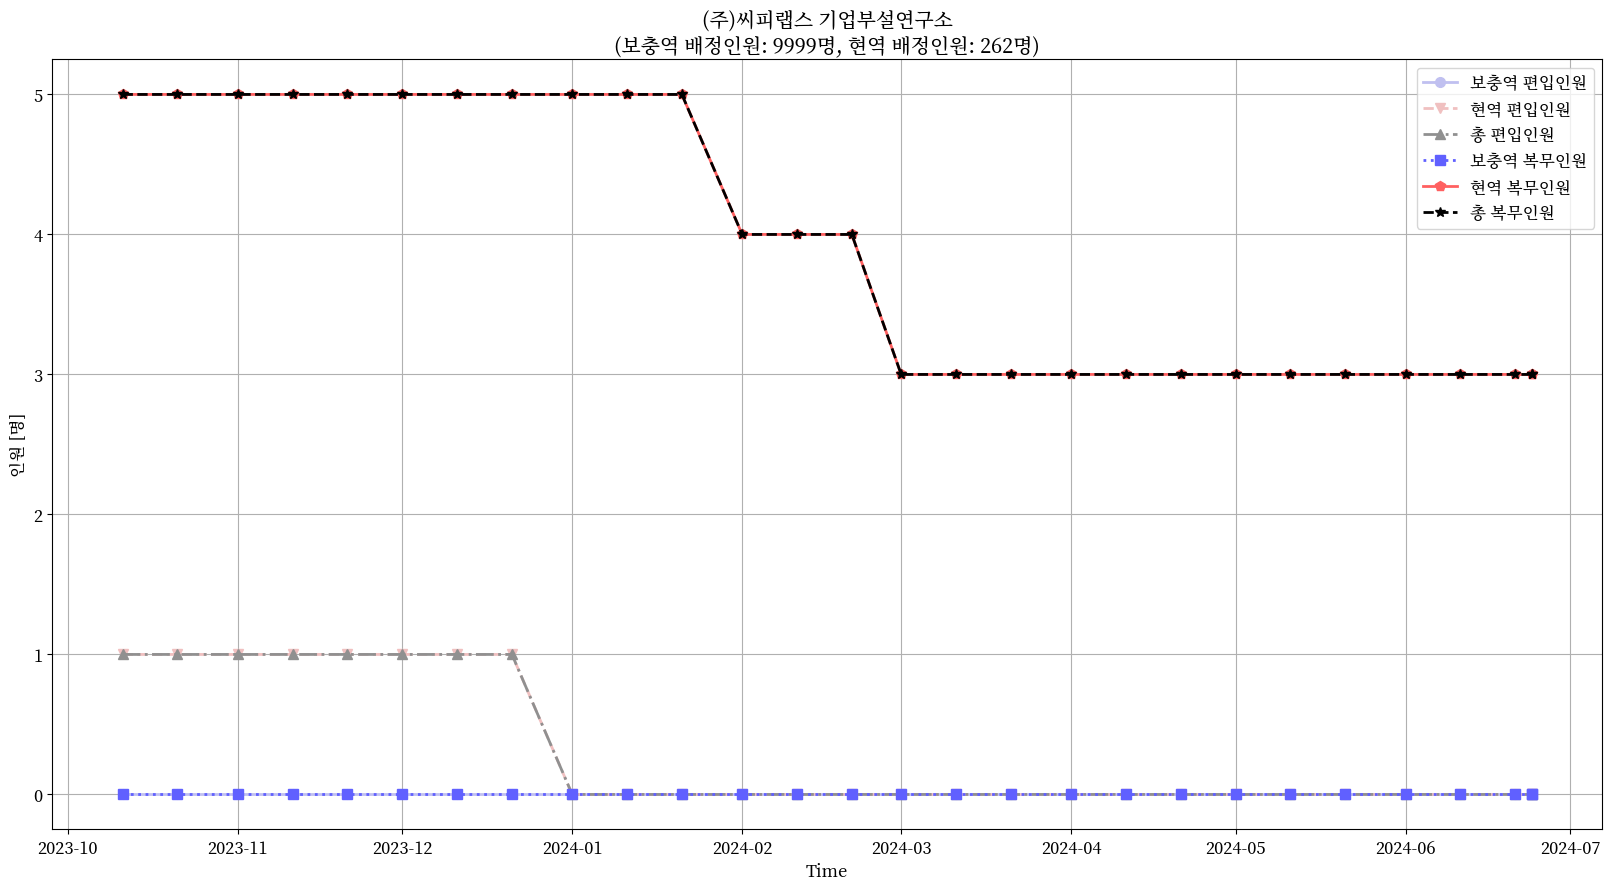 (주)씨피랩스 기업부설연구소
(보충역 배정인원: 9999명, 현역 배정인원: 262명)
보충역 편입인원
현역 편입인원
총 편입인원
보충역 복무인원
현역 복무인원
총 복무인원
인원 [명]
5
4
3
2
1
0
2023-10 2023-11 2023-12 2024-01 2024-02 2024-03 2024-04 2024-05 2024-06 2024-07
Time